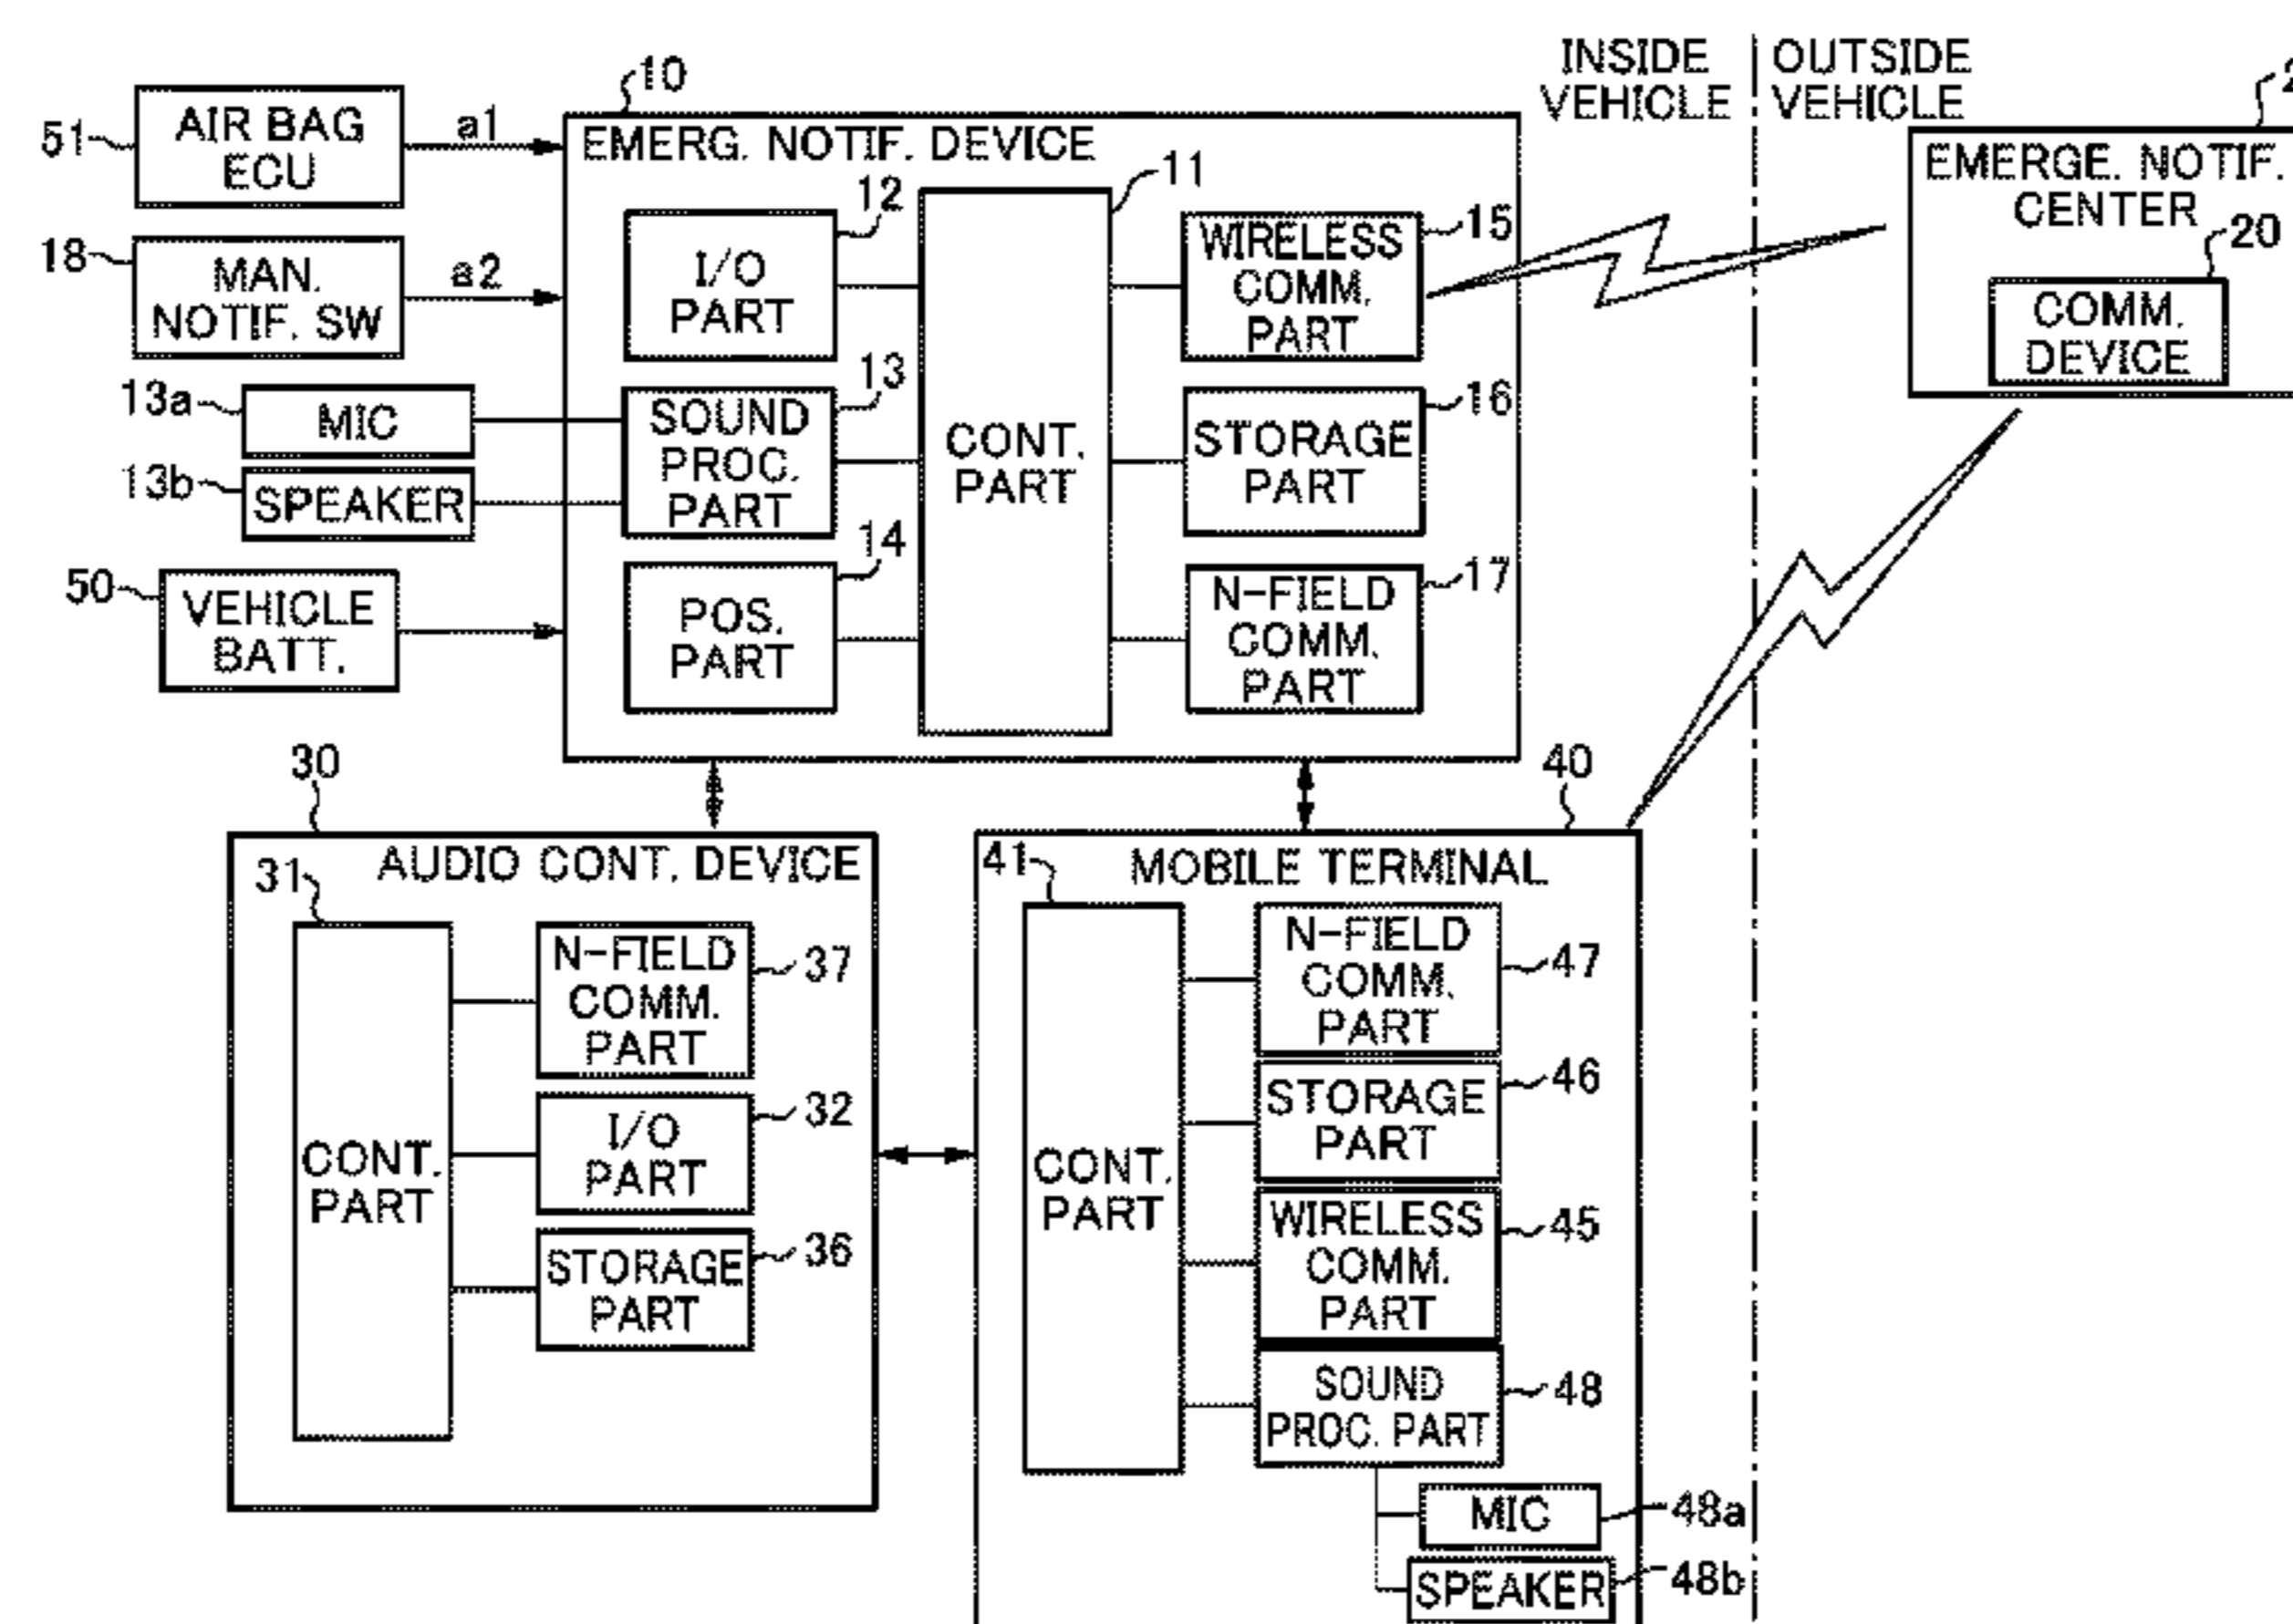 INSIDE
VEHICLE
OUTSIDE
VEHICLE
10
51
AIR BAG
ECU
a1
EMERG. NOTIF. DEVICE
11
12
I/O
PART
15
WIRELESS
COMM.
PART
EMERGE. NOTIF.
CENTER
20
COMM.
DEVICE
18
MAN.
NOTIF. SW
a2
13a
MIC
13
SOUND
PROC.
PART
CONT.
PART
16
STORAGE
PART
13b
SPEAKER
14
POS.
PART
17
N-FIELD
COMM.
PART
50
VEHICLE
BATT.
30
AUDIO CONT. DEVICE
31
CONT.
PART
N-FIELD
COMM.
PART
37
I/O
PART
32
STORAGE
PART
36
40
MOBILE TERMINAL
41
CONT.
PART
N-FIELD
COMM.
PART
47
STORAGE
PART
46
WIRELESS
COMM.
PART
45
SOUND
PROC. PART
48
MIC
48a
SPEAKER
48b